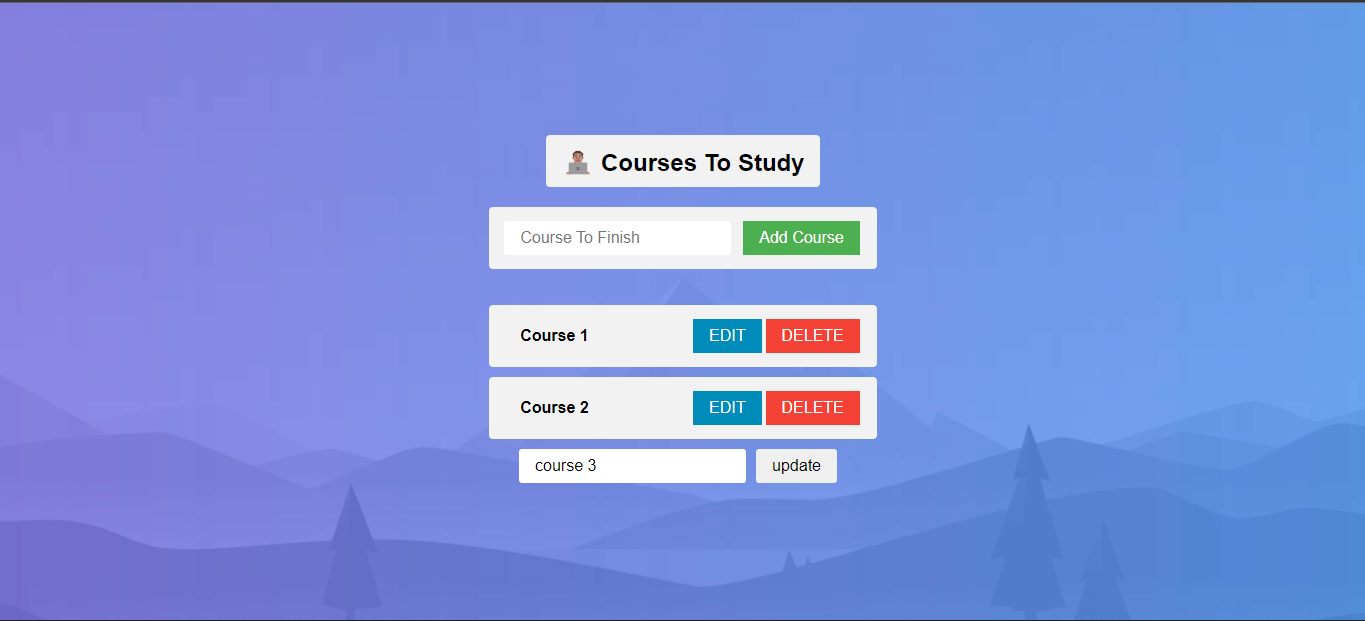 Courses To Study
Course To Finish Add Course
Course 1 EDIT DELETE
Course 2 EDIT DELETE
course 3 update